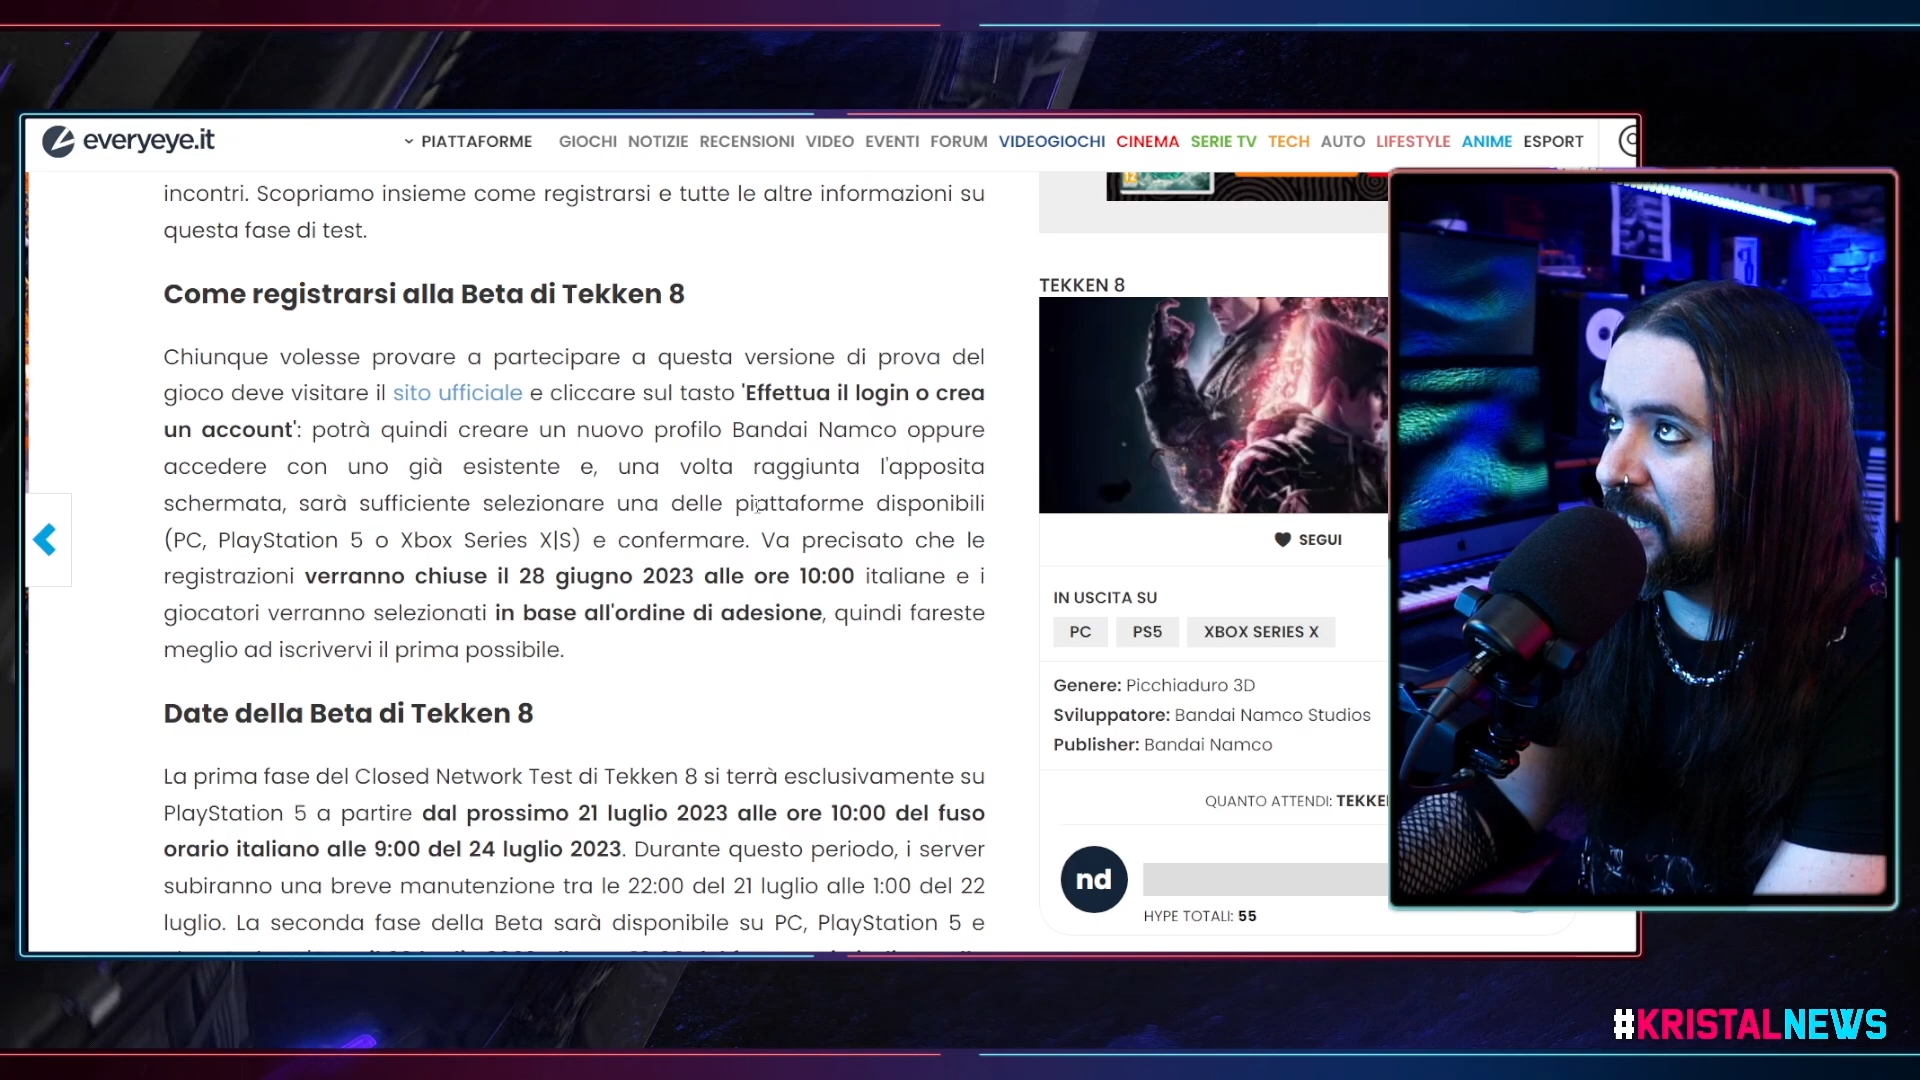 everyeye.it
PIATTAFORME GIOCHI NOTIZIE RECENSIONI VIDEO EVENTI FORUM VIDEOGIOCHI CINEMA SERIE TV TECH AUTO LIFESTYLE ANIME ESPORT
incontri. Scopriamo insieme come registrarsi e tutte le altre informazioni su
questa fase di test.
Come registrarsi alla Beta di Tekken 8
Chiunque volesse provare a partecipare a questa versione di prova del
gioco deve visitare il sito ufficiale e cliccare sul tasto 'Effettua il login o crea
un account': potrà quindi creare un nuovo profilo Bandai Namco oppure
accedere con uno già esistente e, una volta raggiunta l'apposita
schermata, sarà sufficiente selezionare una delle piattaforme disponibili
(PC, PlayStation 5 o Xbox Series X|S) e confermare. Va precisato che le
registrazioni verranno chiuse il 28 giugno 2023 alle ore 10:00 italiane e i
giocatori verranno selezionati in base all'ordine di adesione, quindi fareste
meglio ad iscrivervi il prima possibile.
Date della Beta di Tekken 8
La prima fase del Closed Network Test di Tekken 8 si terrà esclusivamente su
PlayStation 5 a partire dal prossimo 21 luglio 2023 alle ore 10:00 del fuso
orario italiano alle 9:00 del 24 luglio 2023. Durante questo periodo, i server
subiranno una breve manutenzione tra le 22:00 del 21 luglio alle 1:00 del 22
luglio. La seconda fase della Beta sarà disponibile su PC, PlayStation 5 e
12
TEKKEN 8
SEGUI
IN USCITA SU
PC PS5 XBOX SERIES X
Genere: Picchiaduro 3D
Sviluppatore: Bandai Namco Studios
Publisher: Bandai Namco
QUANTO ATTENDI:
nd
HYPE TOTALI: 55
#KRISTALNEWS